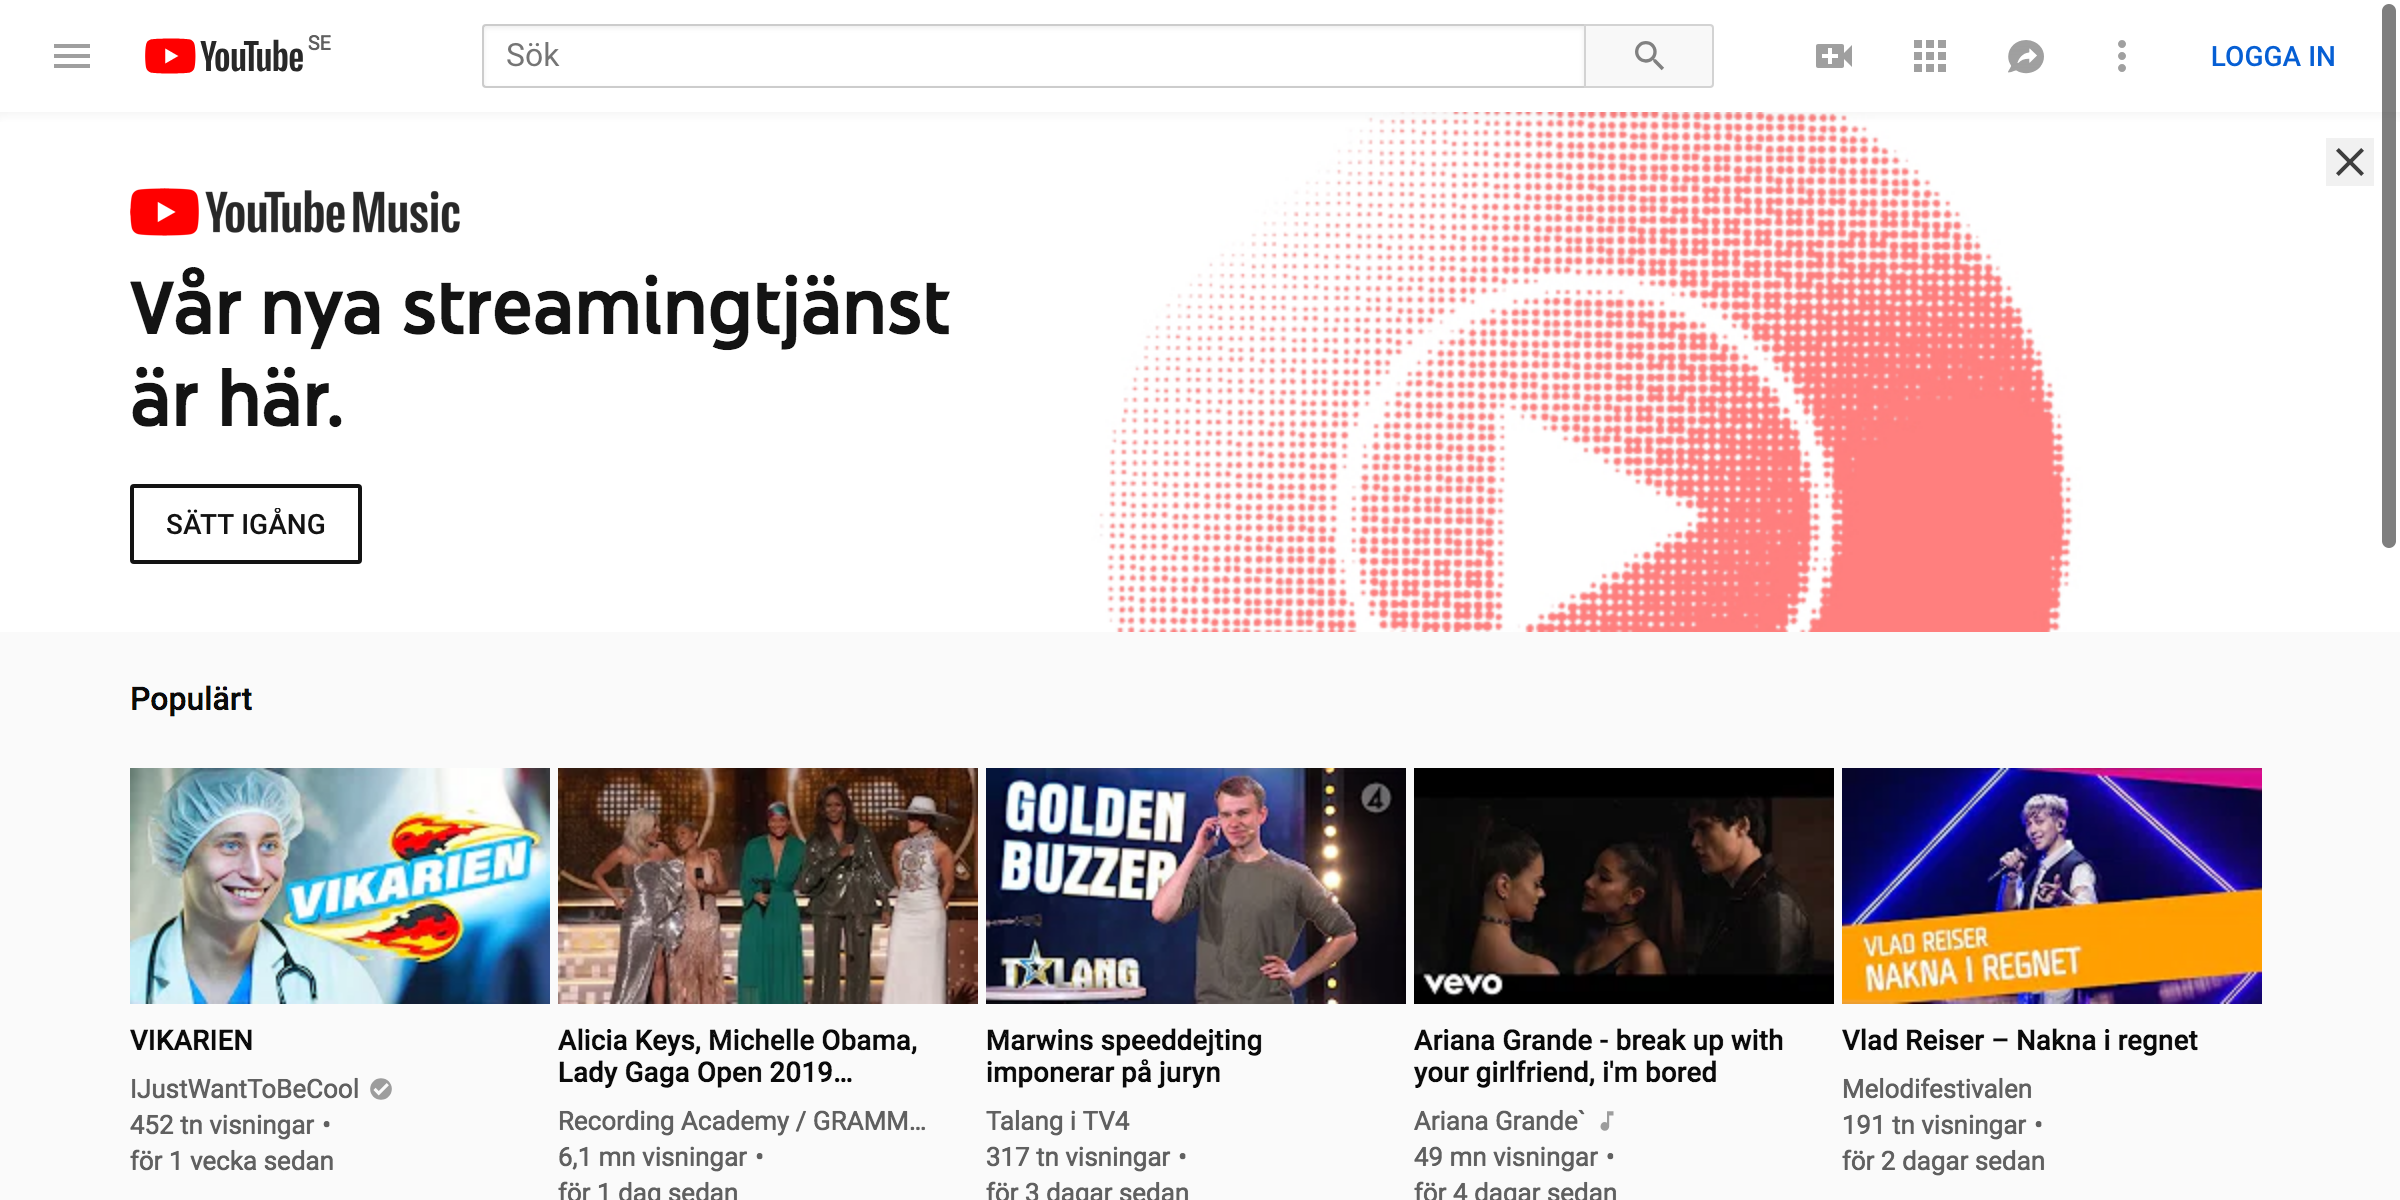 YouTube SE
Sök
LOGGA IN
YouTube Music
Vår nya streamingtjänst
är här.
SÄTT IGÅNG
Populärt
VIKARIEN
GOLDEN
BUZZER
4
TALANG
vevo
VLAD REISER
NAKNA I REGNET
VIKARIEN
IJustWantToBeCool
452 tn visningar •
för 1 vecka sedan
Alicia Keys, Michelle Obama,
Lady Gaga Open 2019...
Recording Academy / GRAMM...
6,1 mn visningar •
för 1 dag sedan
Marwins speeddejting
imponerar på juryn
Talang i TV4
317 tn visningar •
för 3 dagar sedan
Ariana Grande - break up with
your girlfriend, i'm bored
Ariana Grande`
49 mn visningar •
för 4 dagar sedan
Vlad Reiser – Nakna i regnet
Melodifestivalen
191 tn visningar •
för 2 dagar sedan